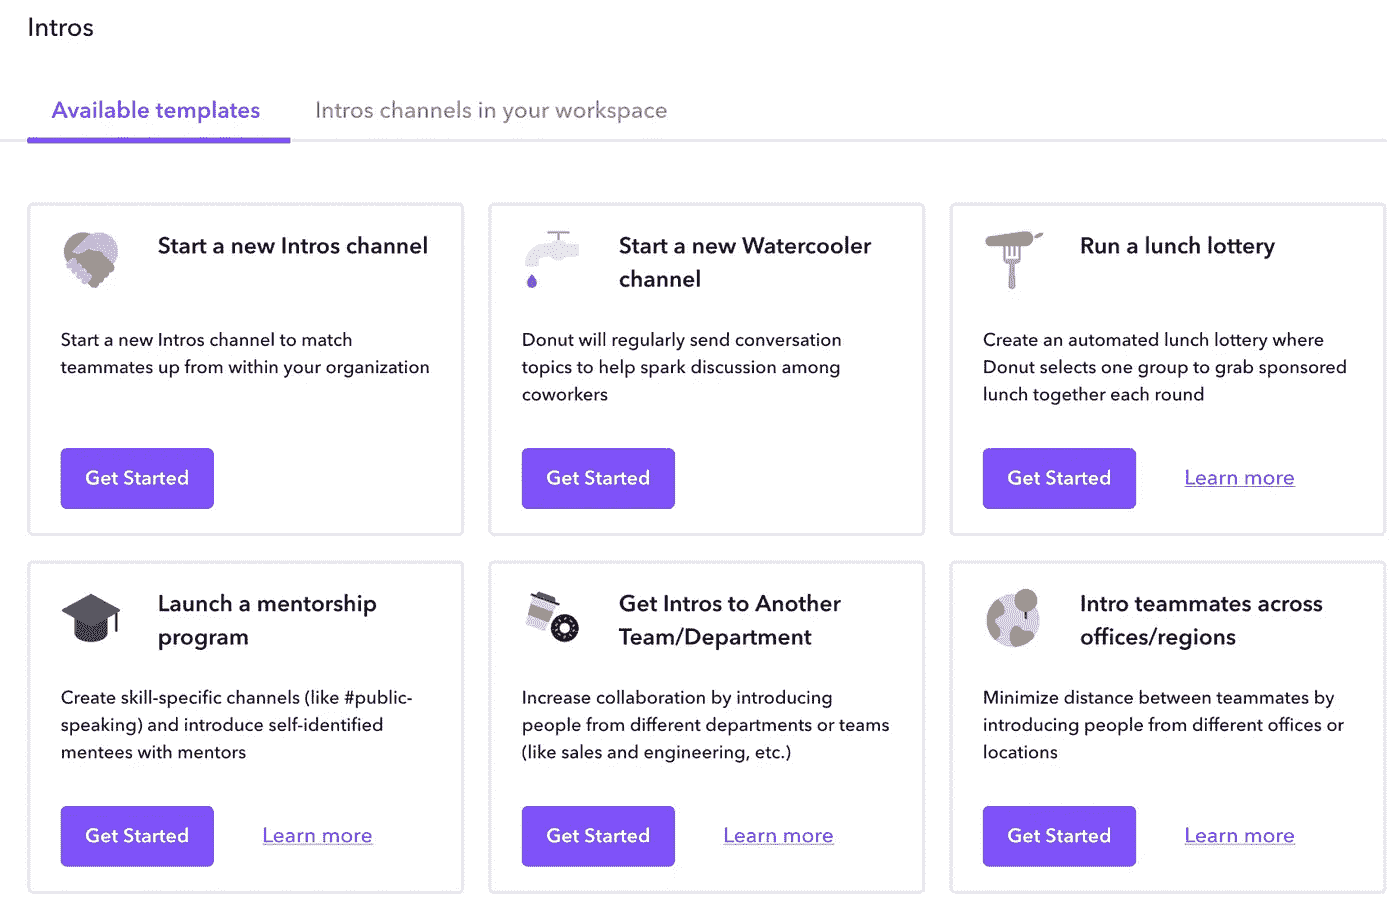 Intros
Available templates
Intros channels in your workspace
Start a new Intros channel
Start a new Intros channel to match
teammates up from within your organization
Get Started
Start a new Watercooler
channel
Donut will regularly send conversation
topics to help spark discussion among
coworkers
Get Started
Run a lunch lottery
Create an automated lunch lottery where
Donut selects one group to grab sponsored
lunch together each round
Get Started
Learn more
Launch a mentorship
program
Create skill-specific channels (like #public-
speaking) and introduce self-identified
mentees with mentors
Get Started
Learn more
Get Intros to Another
Team/Department
Increase collaboration by introducing
people from different departments or teams
(like sales and engineering, etc.)
Get Started
Learn more
Intro teammates across
offices/regions
Minimize distance between teammates by
introducing people from different offices or
locations
Get Started
Learn more